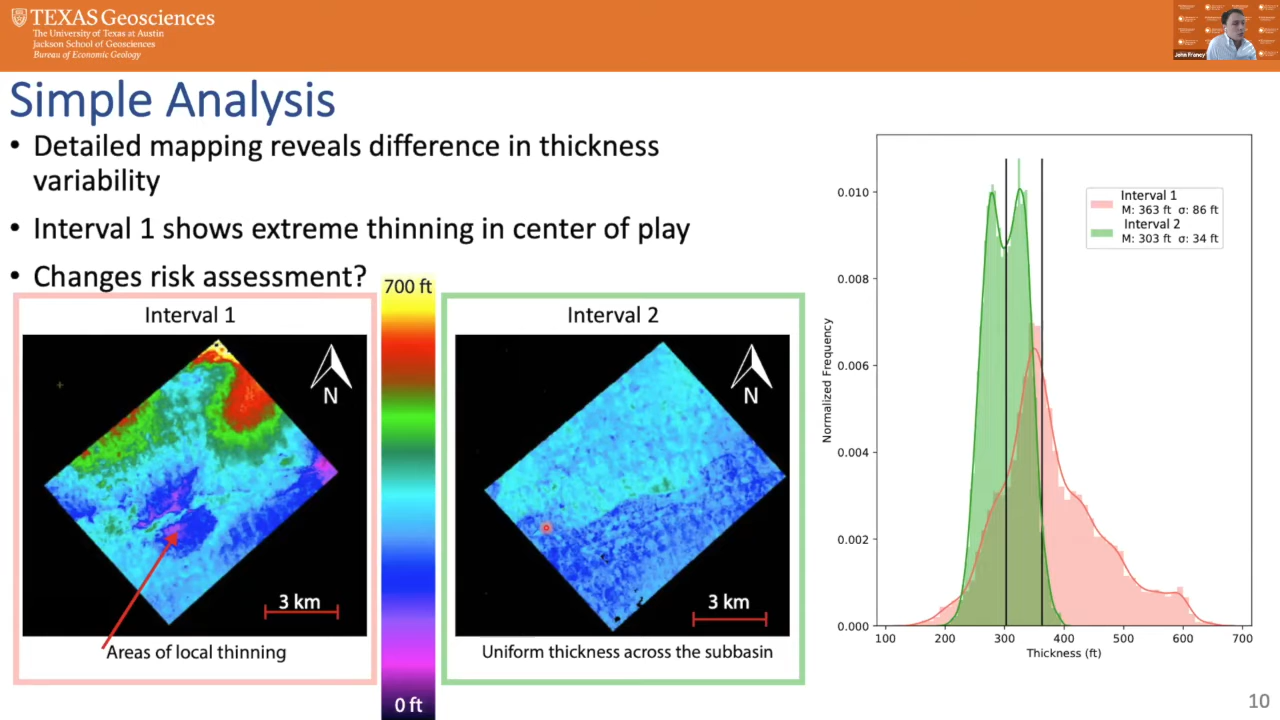 TEXAS Geosciences
The University of Texas at Austin
Jackson School of Geosciences
Bureau of Economic Geology
John Franey
Simple Analysis
• Detailed mapping reveals difference in thickness
variability
• Interval 1 shows extreme thinning in center of play
• Changes risk assessment?
700 ft
0 ft
Interval 1
N
3 km
Areas of local thinning
Interval 2
N
3 km
Uniform thickness across the subbasin
Interval 1
M: 363 ft σ: 86 ft
Interval 2
M: 303 ft σ: 34 ft
Normalized Frequency
0.010
0.008
0.006
0.004
0.002
0.000
100 200 300 400 500 600 700
Thickness (ft)
10